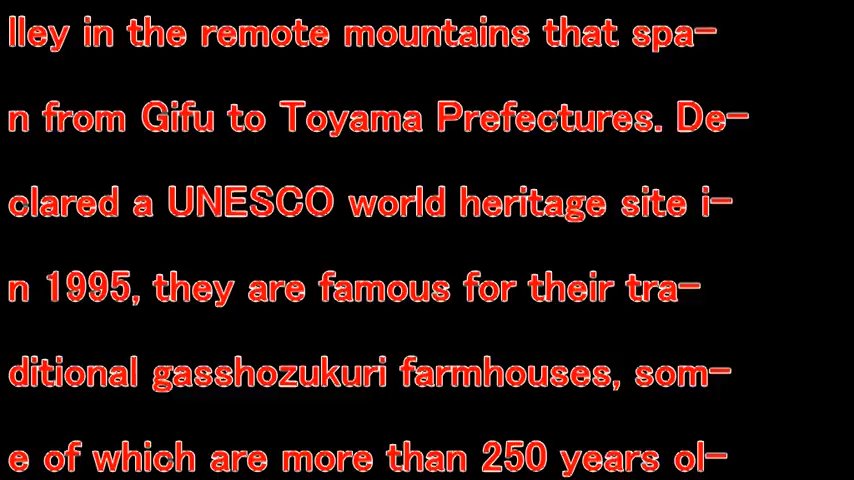 lley in the remote mountains that spa-
n from Gifu to Toyama Prefectures. De-
clared a UNESCO world heritage site i-
n 1995, they are famous for their tra-
ditional gasshozukuri farmhouses, som-
e of which are more than 250 years ol-